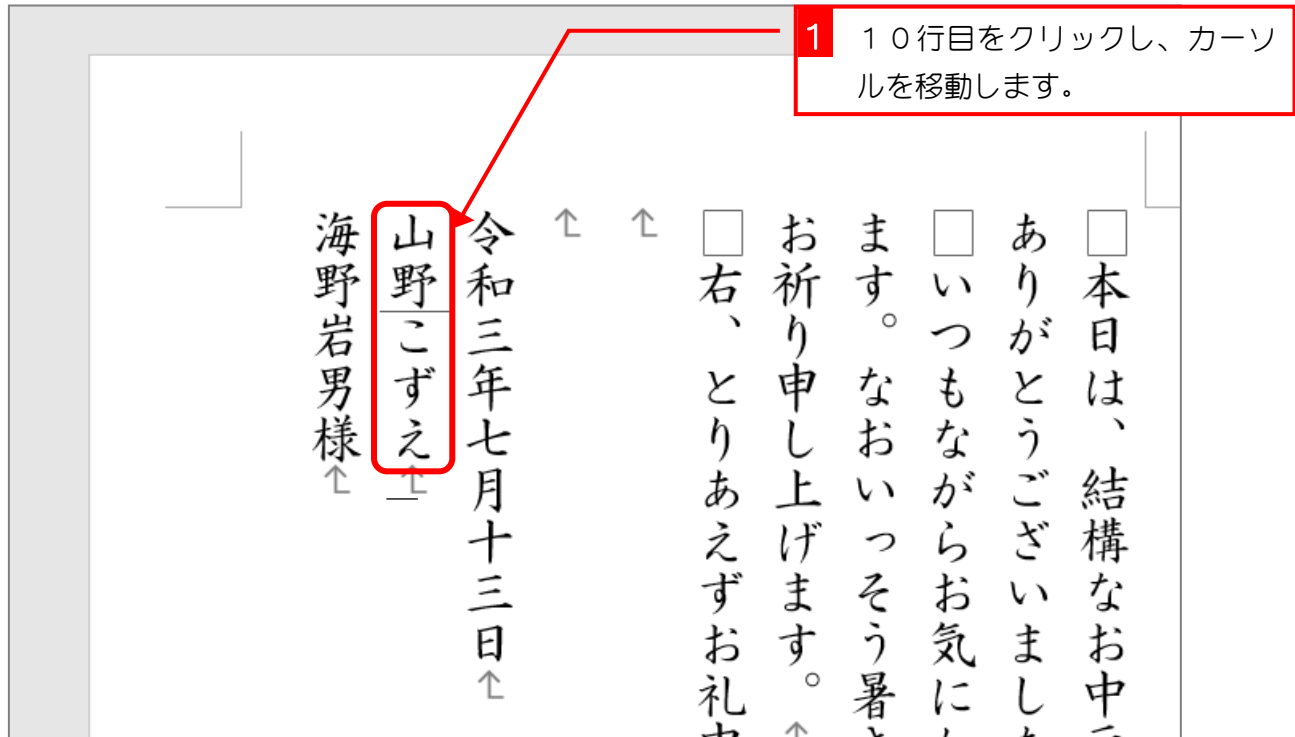 1 10行目をクリックし、カーソ
ルを移動します。
□本日は、結構なお中
ありがとうございまし
□いつもながらお気に
ます。なおいっそう暑
お祈り申し上げます。
□右、とりあえずお礼
令和三年七月十三日
山野こずえ
海野岩男様